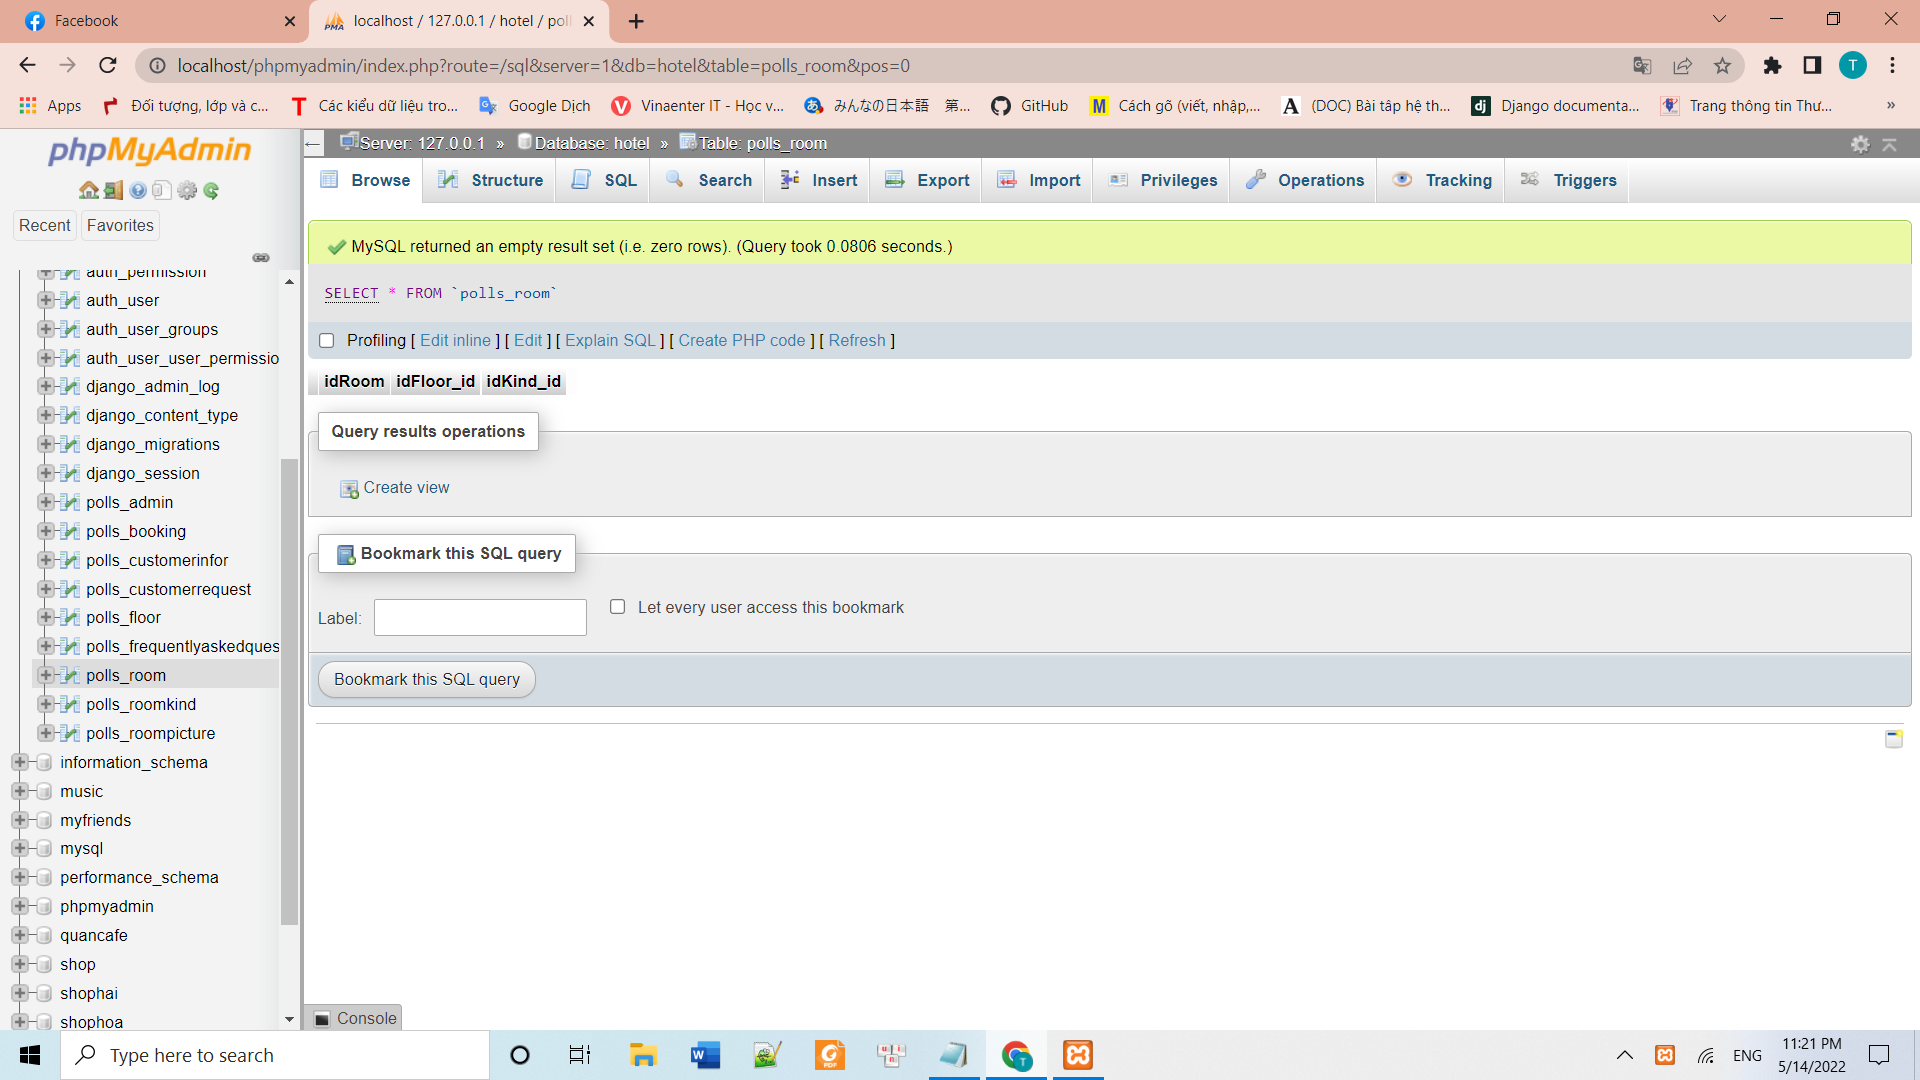 Facebook
localhost / 127.0.0.1 / hotel / poll
localhost/phpmyadmin/index.php?route=/sql&server=1&db=hotel&table=polls_room&pos=0
T
Apps
Đối tượng, lớp và c...
Các kiểu dữ liệu tro...
Google Dịch
Vinaenter IT - Học v...
みんなの日本語 第...
GitHub
Cách gõ (viết, nhập,...
(DOC) Bài tâp hệ th...
Django documenta...
Trang thông tin Thư...
»
phpMyAdmin
Recent
Favorites
auth_permission
auth_user
auth_user_groups
auth_user_user_permissio
django_admin_log
django_content_type
django_migrations
django_session
polls_admin
polls_booking
polls_customerinfor
polls_customerrequest
polls_floor
polls_frequentlyaskedques
polls_room
polls_roomkind
polls_roompicture
information_schema
music
myfriends
mysql
performance_schema
phpmyadmin
quancafe
shop
shophai
shophoa
Server: 127.0.0.1 » Database: hotel » Table: polls_room
Browse
Structure
SQL
Search
Insert
Export
Import
Privileges
Operations
Tracking
Triggers
MySQL returned an empty result set (i.e. zero rows). (Query took 0.0806 seconds.)
SELECT * FROM `polls_room`
Profiling [ Edit inline ] [ Edit ] [ Explain SQL ] [ Create PHP code ] [ Refresh ]
idRoom idFloor_id idKind_id
Query results operations
Create view
Bookmark this SQL query
Label:
Let every user access this bookmark
Bookmark this SQL query
Console
Type here to search
ENG
11:21 PM
5/14/2022